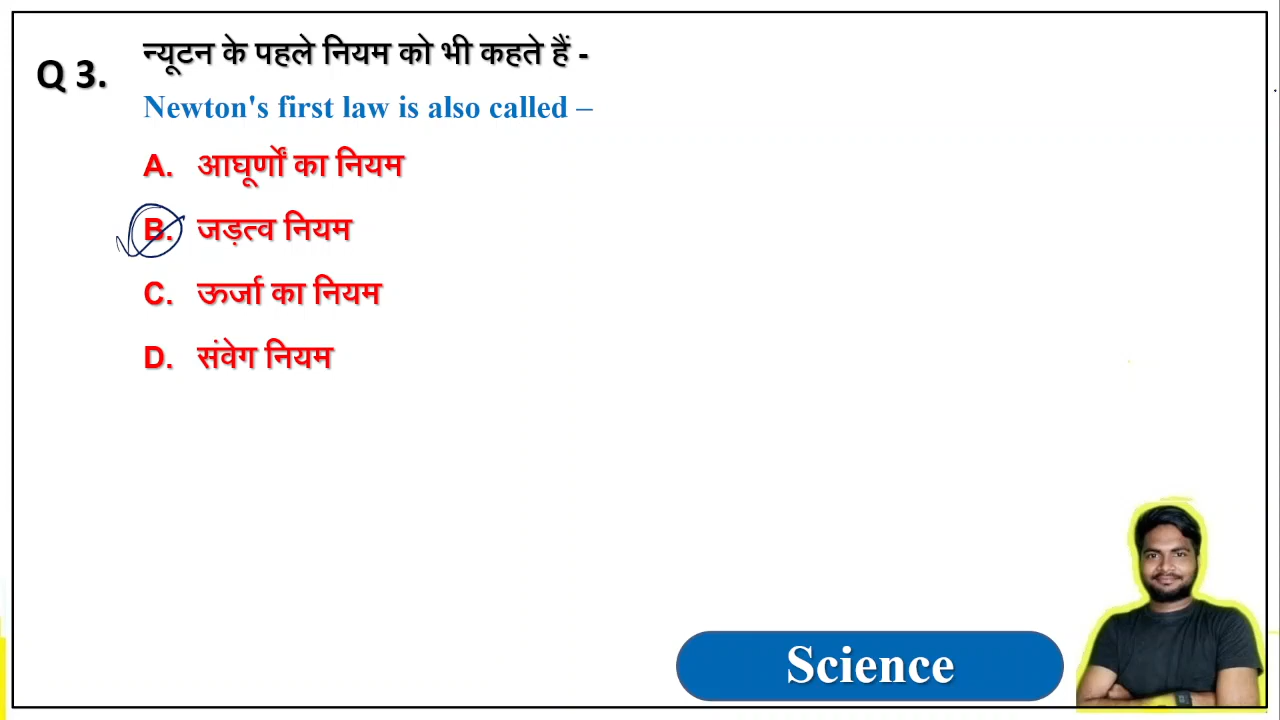 Q 3.
न्यूटन के पहले नियम को भी कहते हैं -
Newton's first law is also called –
A. आघूर्णों का नियम
B. जड़त्व नियम
C. ऊर्जा का नियम
D. संवेग नियम
Science